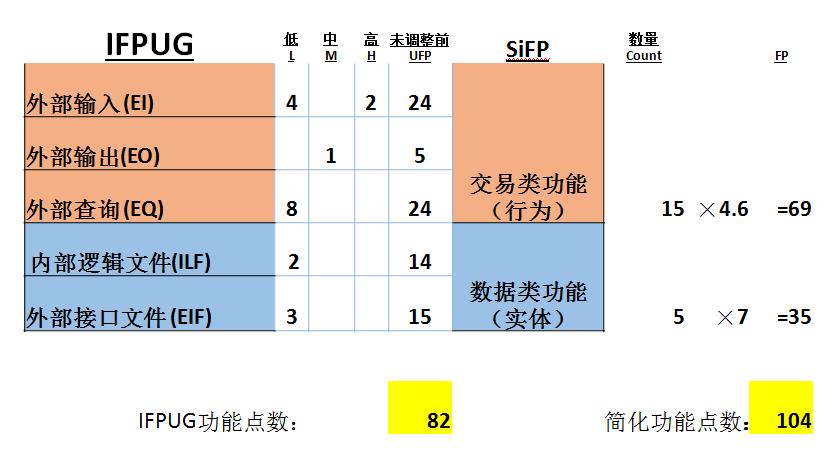 IFPUG 低 中 高 未调整前 SiFP 数量
L M H UFP Count FP
外部输入(EI) 4 2 24
外部输出(EO) 1 5
交易类功能
外部查询(EQ) 8 24 （行为） 15 ×4.6 =69
内部逻辑文件(ILF) 2 14
数据类功能
外部接口文件(EIF) 3 15 （实体） 5 ×7 =35
IFPUG功能点数： 82 简化功能点数： 104